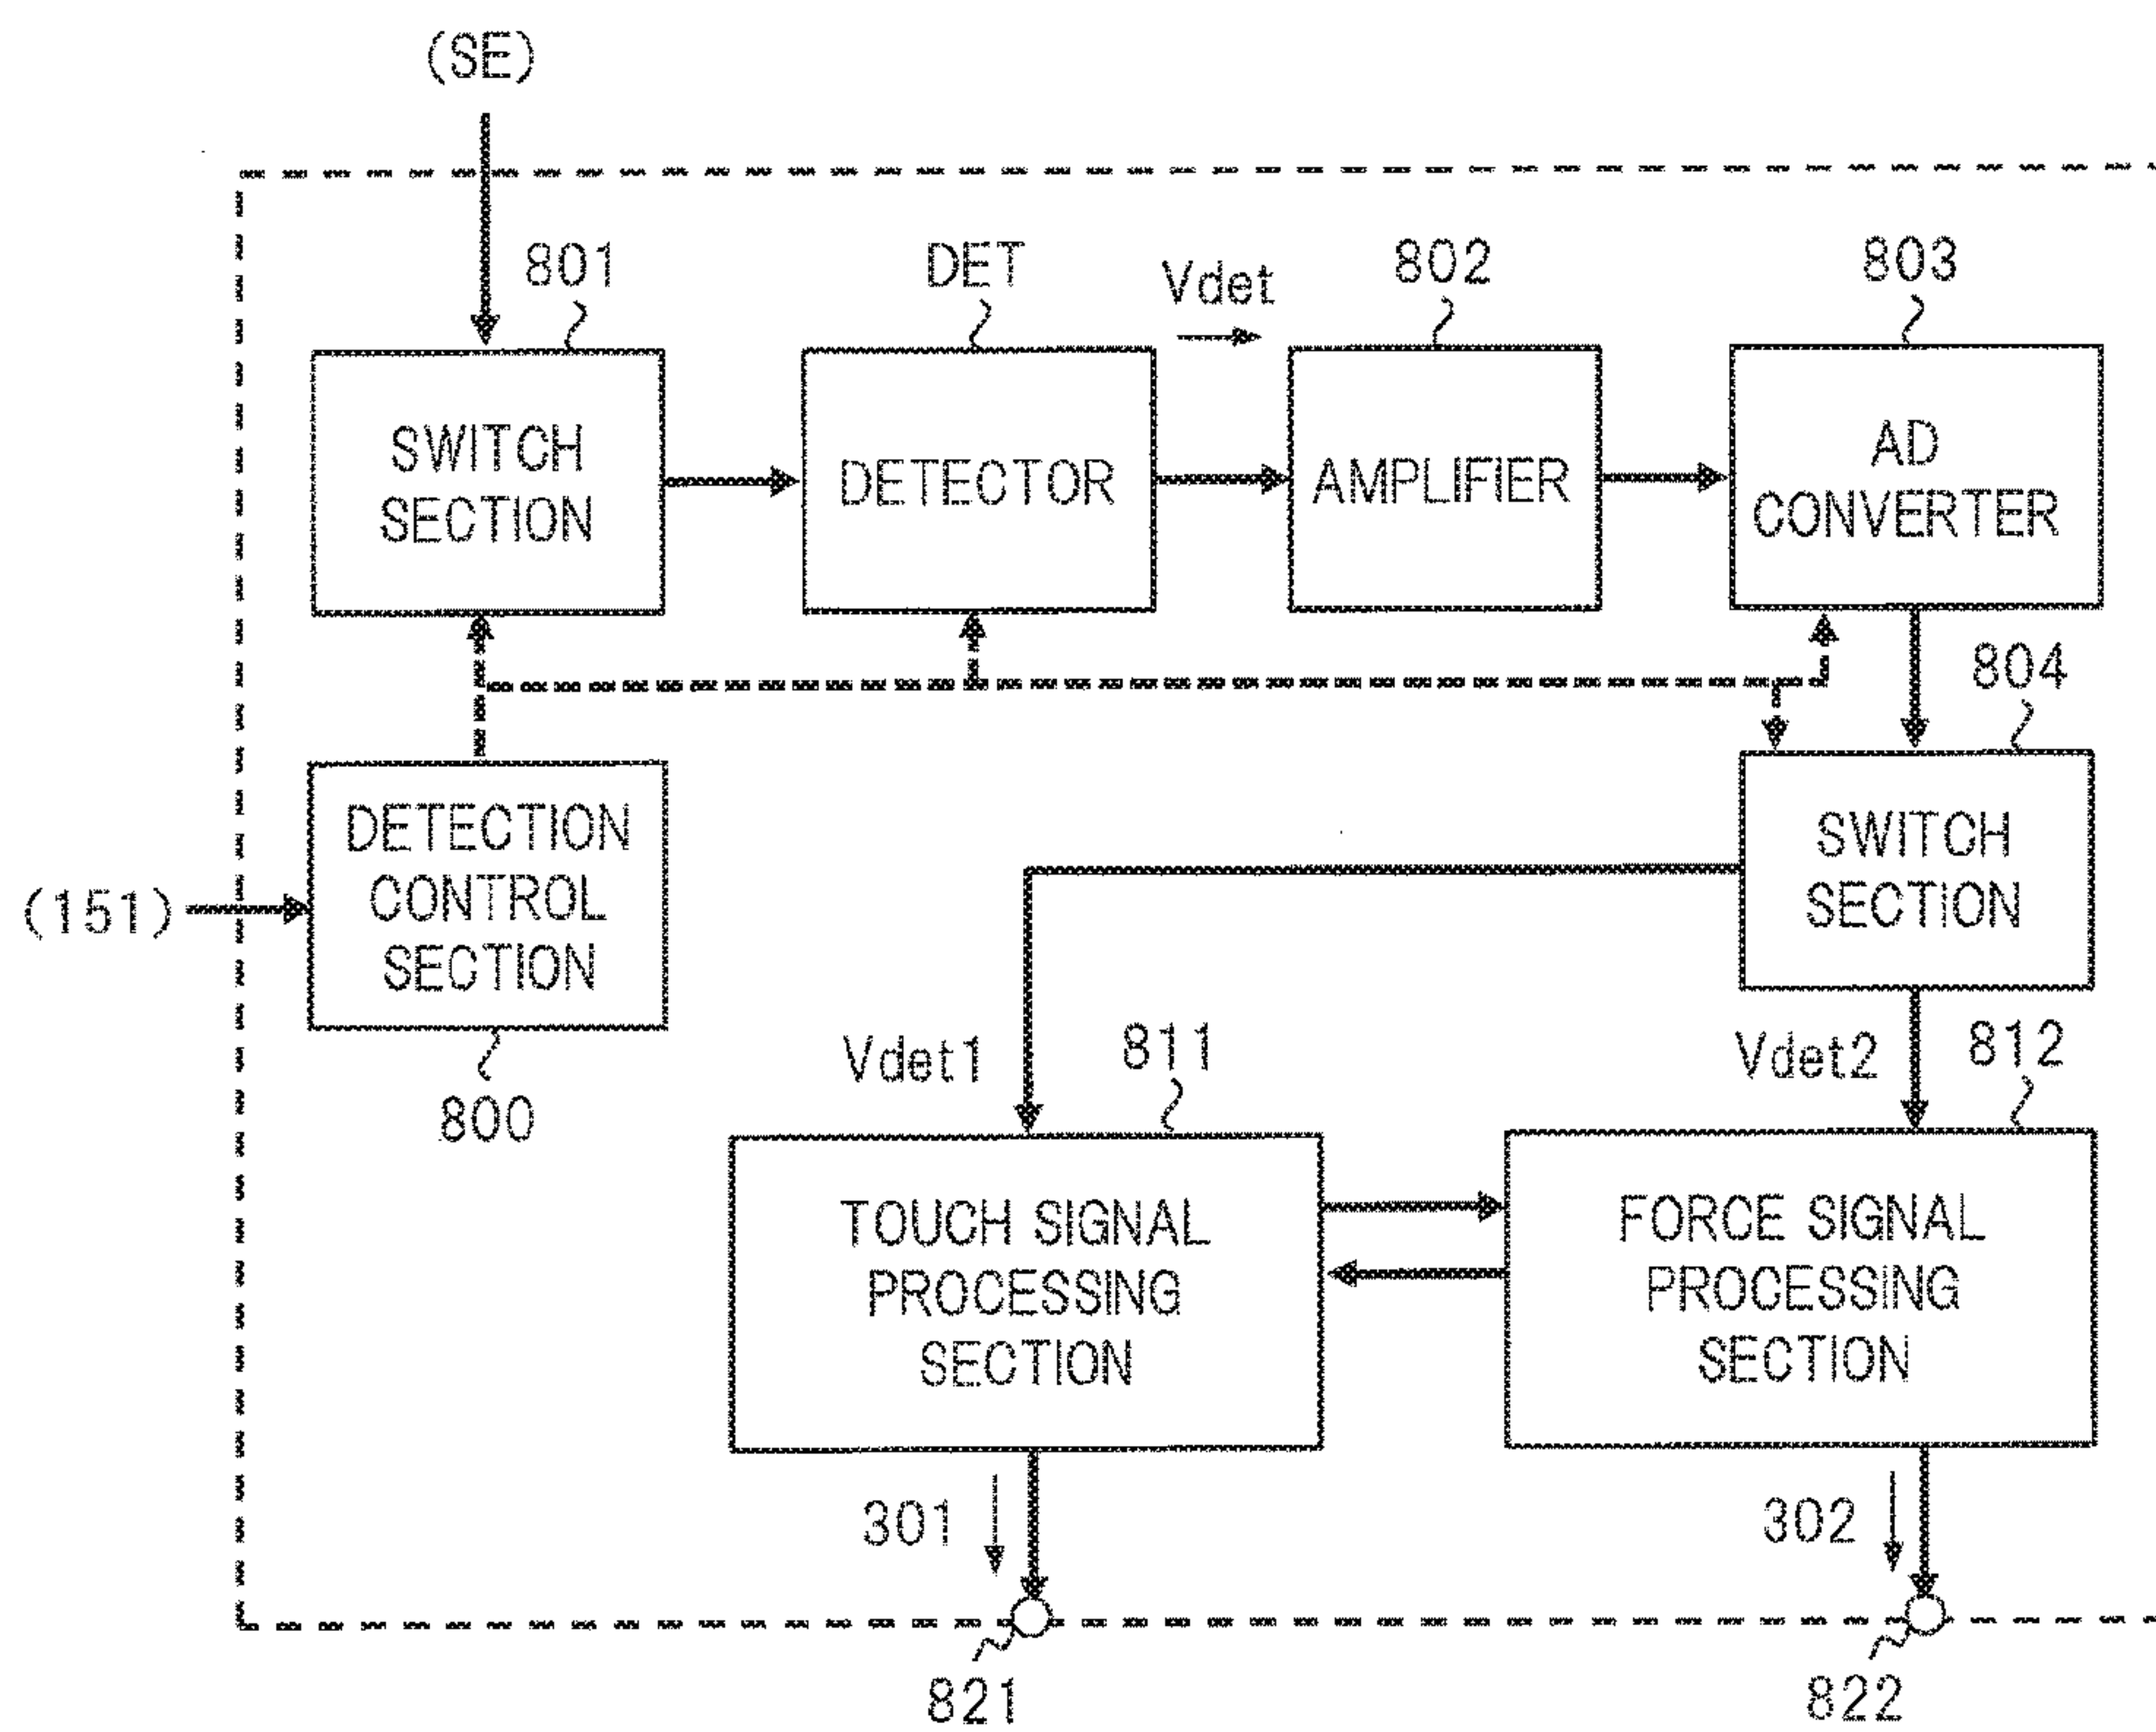 (SE)
801
DET
Vdet
802
803
SWITCH
SECTION
DETECTOR
AMPLIFIER
AD
CONVERTER
804
DETECTION
CONTROL
SECTION
(151)
800
SWITCH
SECTION
Vdet1
811
Vdet2
812
TOUCH SIGNAL
PROCESSING
SECTION
FORCE SIGNAL
PROCESSING
SECTION
301
302
821
822